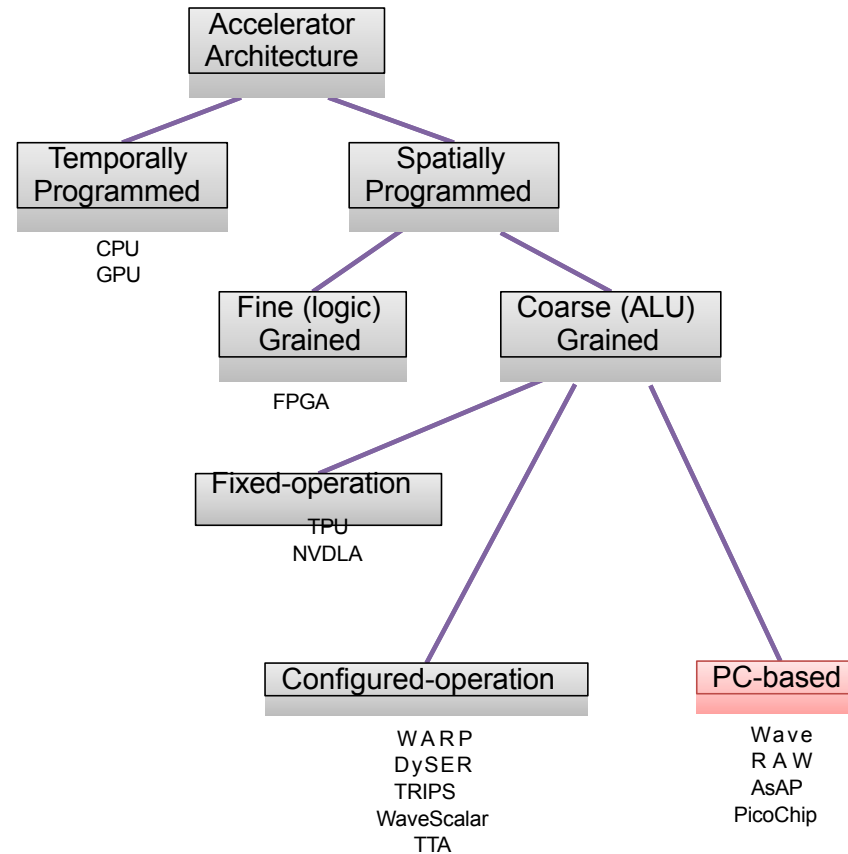 Accelerator
Architecture
Temporally
Programmed
Spatially
Programmed
CPU
GPU
Fine (logic)
Grained
Coarse (ALU)
Grained
FPGA
Fixed-operation
TPU
NVDLA
Configured-operation
PC-based
WARP
DySER
TRIPS
WaveScalar
TTA
Wave
RAW
AsAP
PicoChip